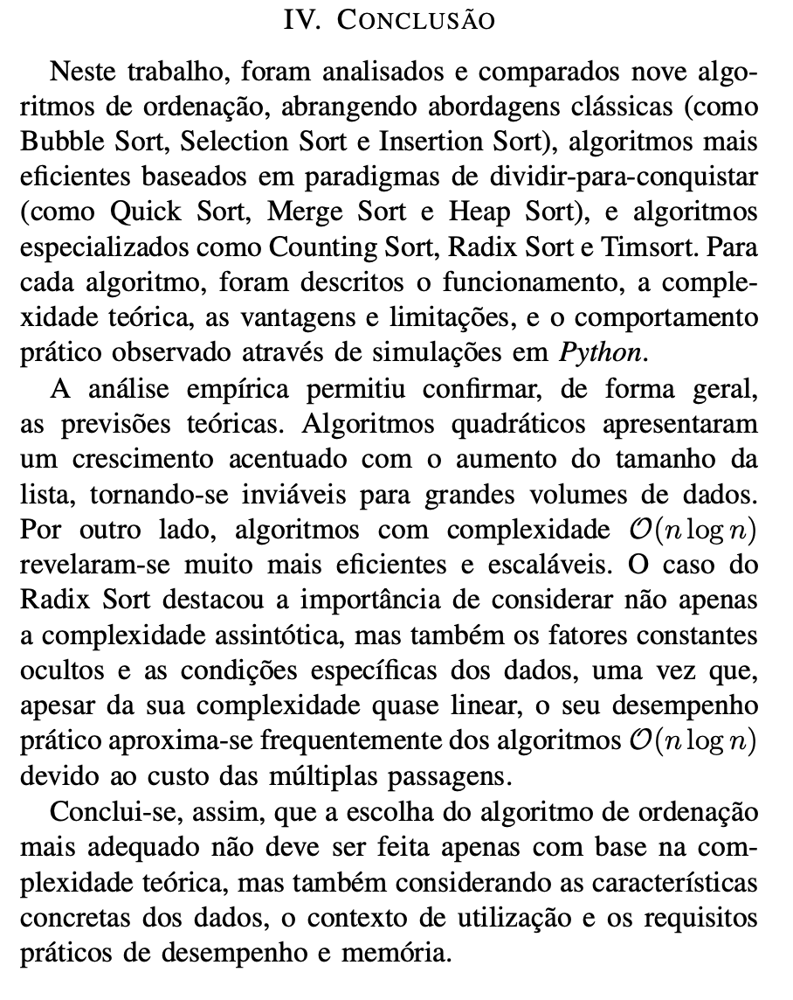 IV. CONCLUSÃO
Neste trabalho, foram analisados e comparados nove algo-
ritmos de ordenação, abrangendo abordagens clássicas (como
Bubble Sort, Selection Sort e Insertion Sort), algoritmos mais
eficientes baseados em paradigmas de dividir-para-conquistar
(como Quick Sort, Merge Sort e Heap Sort), e algoritmos
especializados como Counting Sort, Radix Sort e Timsort. Para
cada algoritmo, foram descritos o funcionamento, a comple-
xidade teórica, as vantagens e limitações, e o comportamento
prático observado através de simulações em Python.
A análise empírica permitiu confirmar, de forma geral,
as previsões teóricas. Algoritmos quadráticos apresentaram
um crescimento acentuado com o aumento do tamanho da
lista, tornando-se inviáveis para grandes volumes de dados.
Por outro lado, algoritmos com complexidade 𝒪(n log n)
revelaram-se muito mais eficientes e escaláveis. O caso do
Radix Sort destacou a importância de considerar não apenas
a complexidade assintótica, mas também os fatores constantes
ocultos e as condições específicas dos dados, uma vez que,
apesar da sua complexidade quase linear, o seu desempenho
prático aproxima-se frequentemente dos algoritmos 𝒪(n log n)
devido ao custo das múltiplas passagens.
Conclui-se, assim, que a escolha do algoritmo de ordenação
mais adequado não deve ser feita apenas com base na com-
plexidade teórica, mas também considerando as características
concretas dos dados, o contexto de utilização e os requisitos
práticos de desempenho e memória.